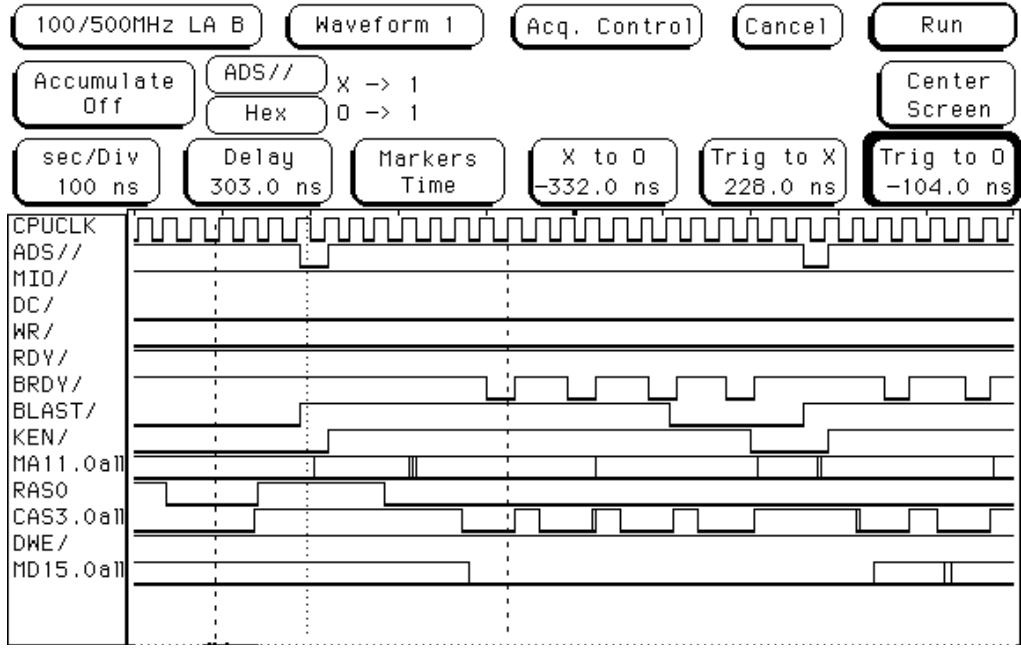 100/500MHz LA B Waveform 1 Acq. Control Cancel Run
Accumulate Off
ADS// X -> 1
Hex O -> 1
Center Screen
sec/Div Delay Markers X to O Trig to X Trig to O
100 ns 303.0 ns Time -332.0 ns 228.0 ns -104.0 ns
CPUCLK
ADS//
MIO/
DC/
WR/
RDY/
BRDY/
BLAST/
KEN/
MA11.0all
RAS0
CAS3.0all
DWE/
MD15.0all